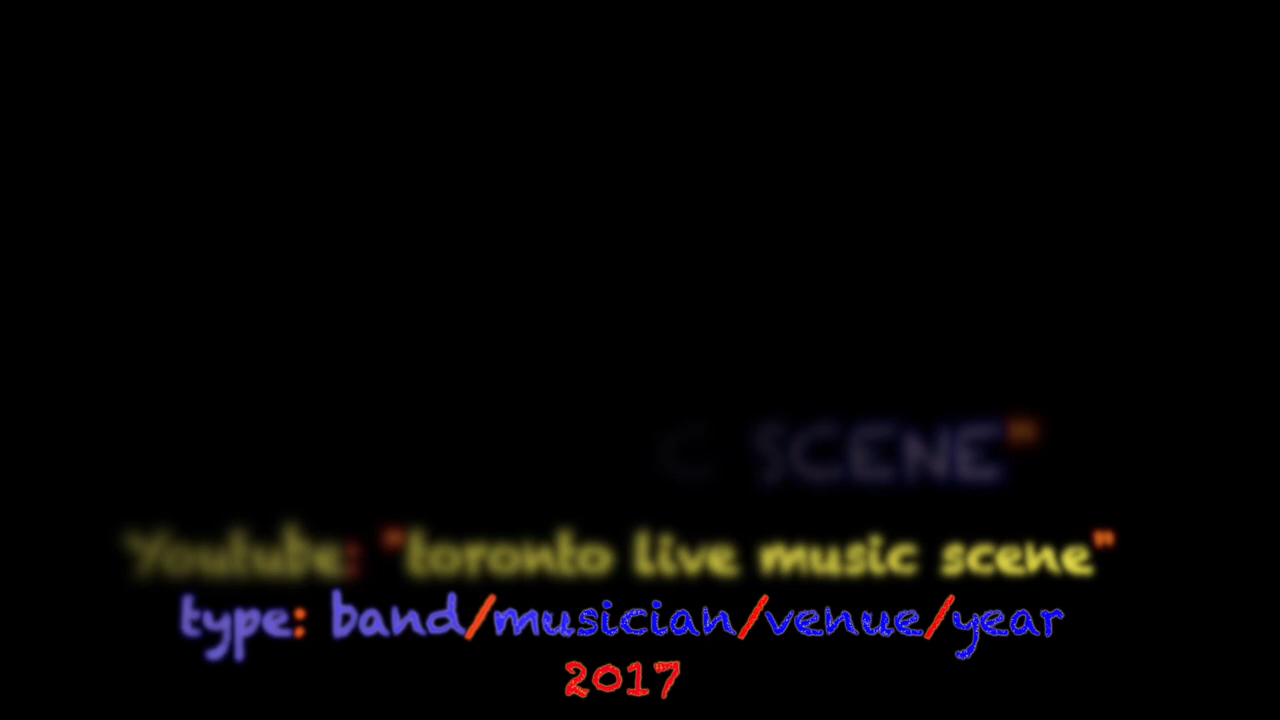 SCENE"
Youtube: "toronto live music scene"
type: band/musician/venue/year
2017